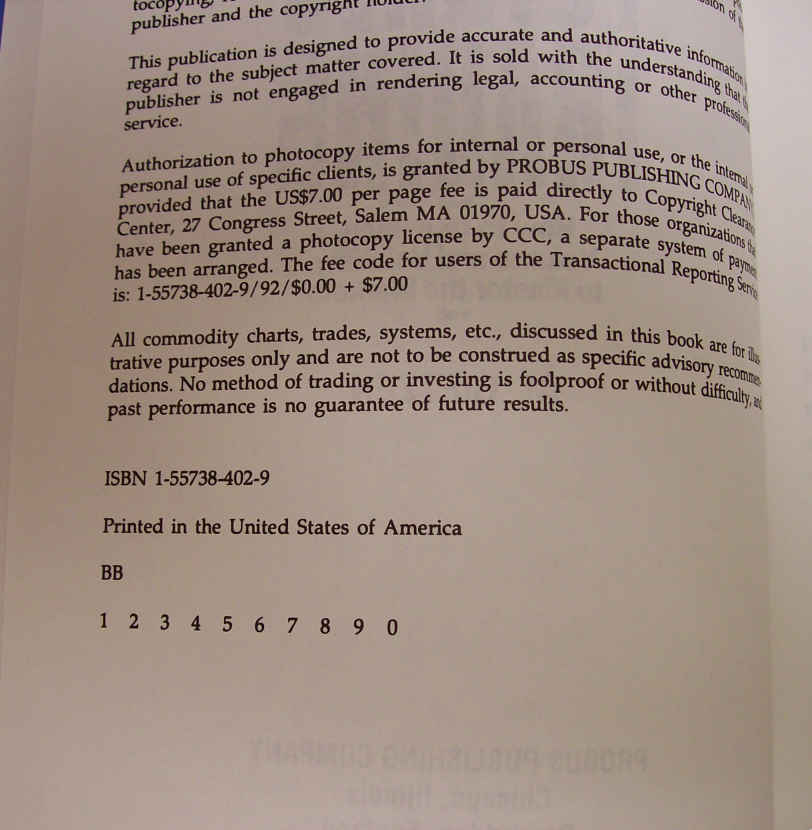 publisher and the copyright holder.
This publication is designed to provide accurate and authoritative information
regard to the subject matter covered. It is sold with the understanding that
publisher is not engaged in rendering legal, accounting or other professional
service.
Authorization to photocopy items for internal or personal use, or the internal
personal use of specific clients, is granted by PROBUS PUBLISHING COMPANY
provided that the US$7.00 per page fee is paid directly to Copyright Clearance
Center, 27 Congress Street, Salem MA 01970, USA. For those organizations
have been granted a photocopy license by CCC, a separate system of payment
has been arranged. The fee code for users of the Transactional Reporting Service
is: 1-55738-402-9/92/$0.00 + $7.00
All commodity charts, trades, systems, etc., discussed in this book are for illus-
trative purposes only and are not to be construed as specific advisory recommen-
dations. No method of trading or investing is foolproof or without difficulty, and
past performance is no guarantee of future results.
ISBN 1-55738-402-9
Printed in the United States of America
BB
1 2 3 4 5 6 7 8 9 0